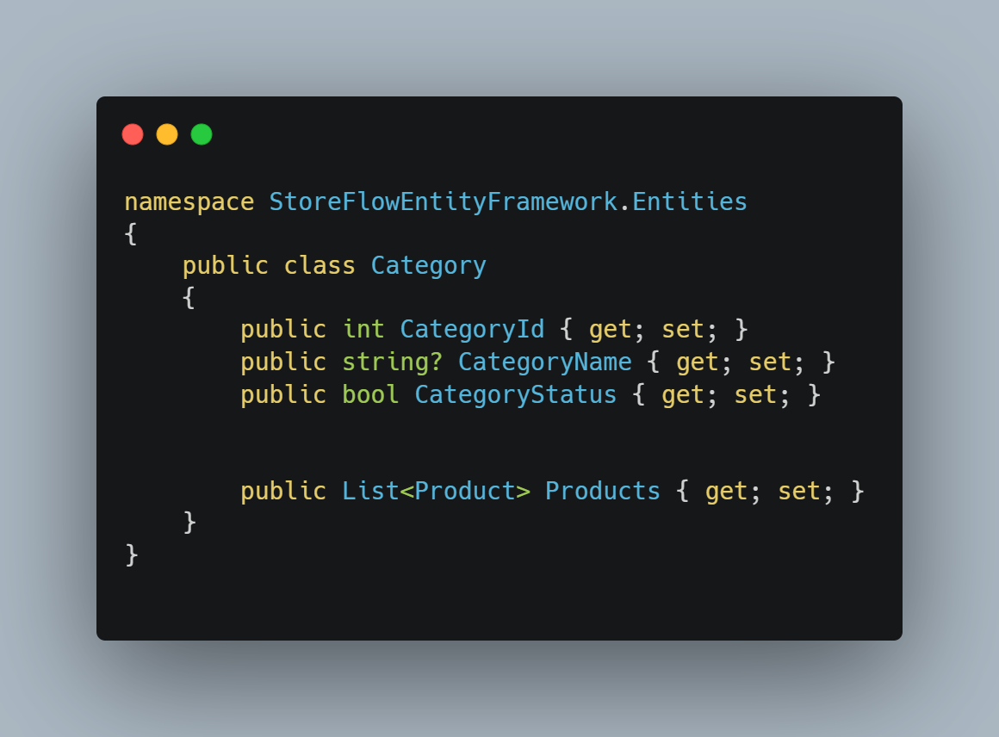 namespace StoreFlowEntityFramework.Entities
{
    public class Category
    {
        public int CategoryId { get; set; }
        public string? CategoryName { get; set; }
        public bool CategoryStatus { get; set; }


        public List<Product> Products { get; set; }
    }
}